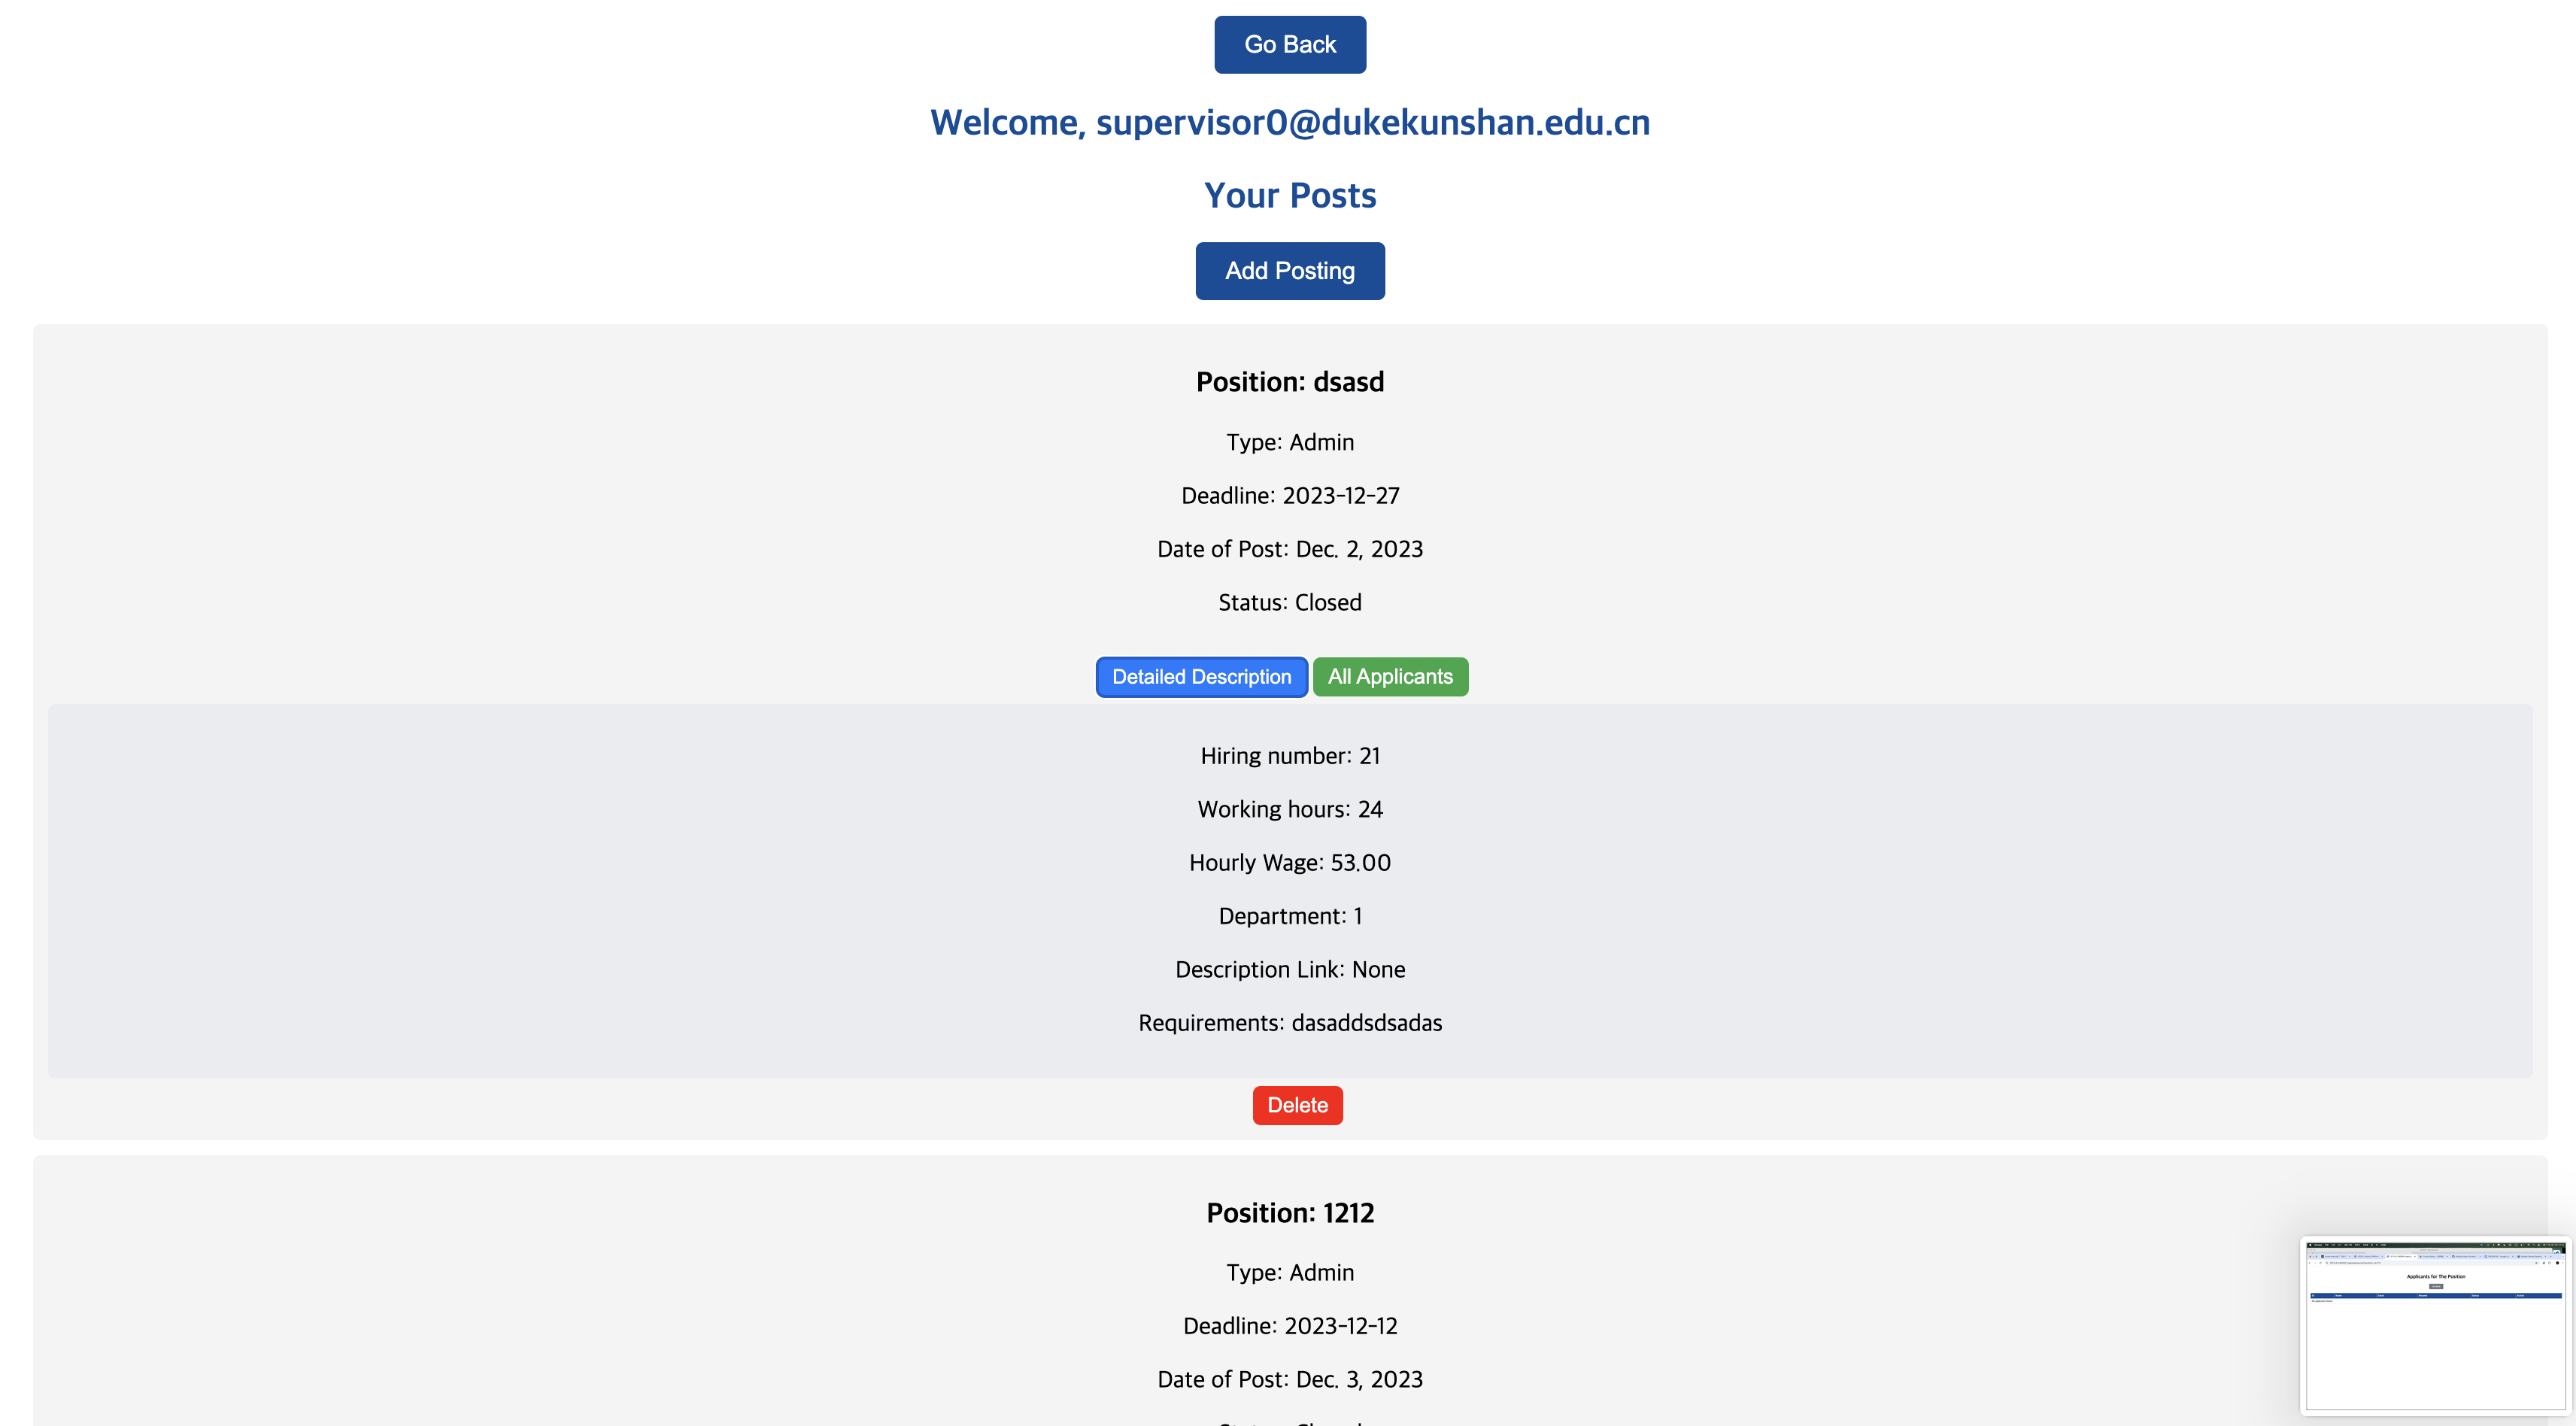 Go Back
Welcome, supervisor0@dukekunshan.edu.cn
Your Posts
Add Posting
Position: dsasd
Type: Admin
Deadline: 2023-12-27
Date of Post: Dec. 2, 2023
Status: Closed
Detailed Description All Applicants
Hiring number: 21
Working hours: 24
Hourly Wage: 53.00
Department: 1
Description Link: None
Requirements: dasaddsdsadas
Delete
Position: 1212
Type: Admin
Deadline: 2023-12-12
Date of Post: Dec. 3, 2023
Applicants for The Position